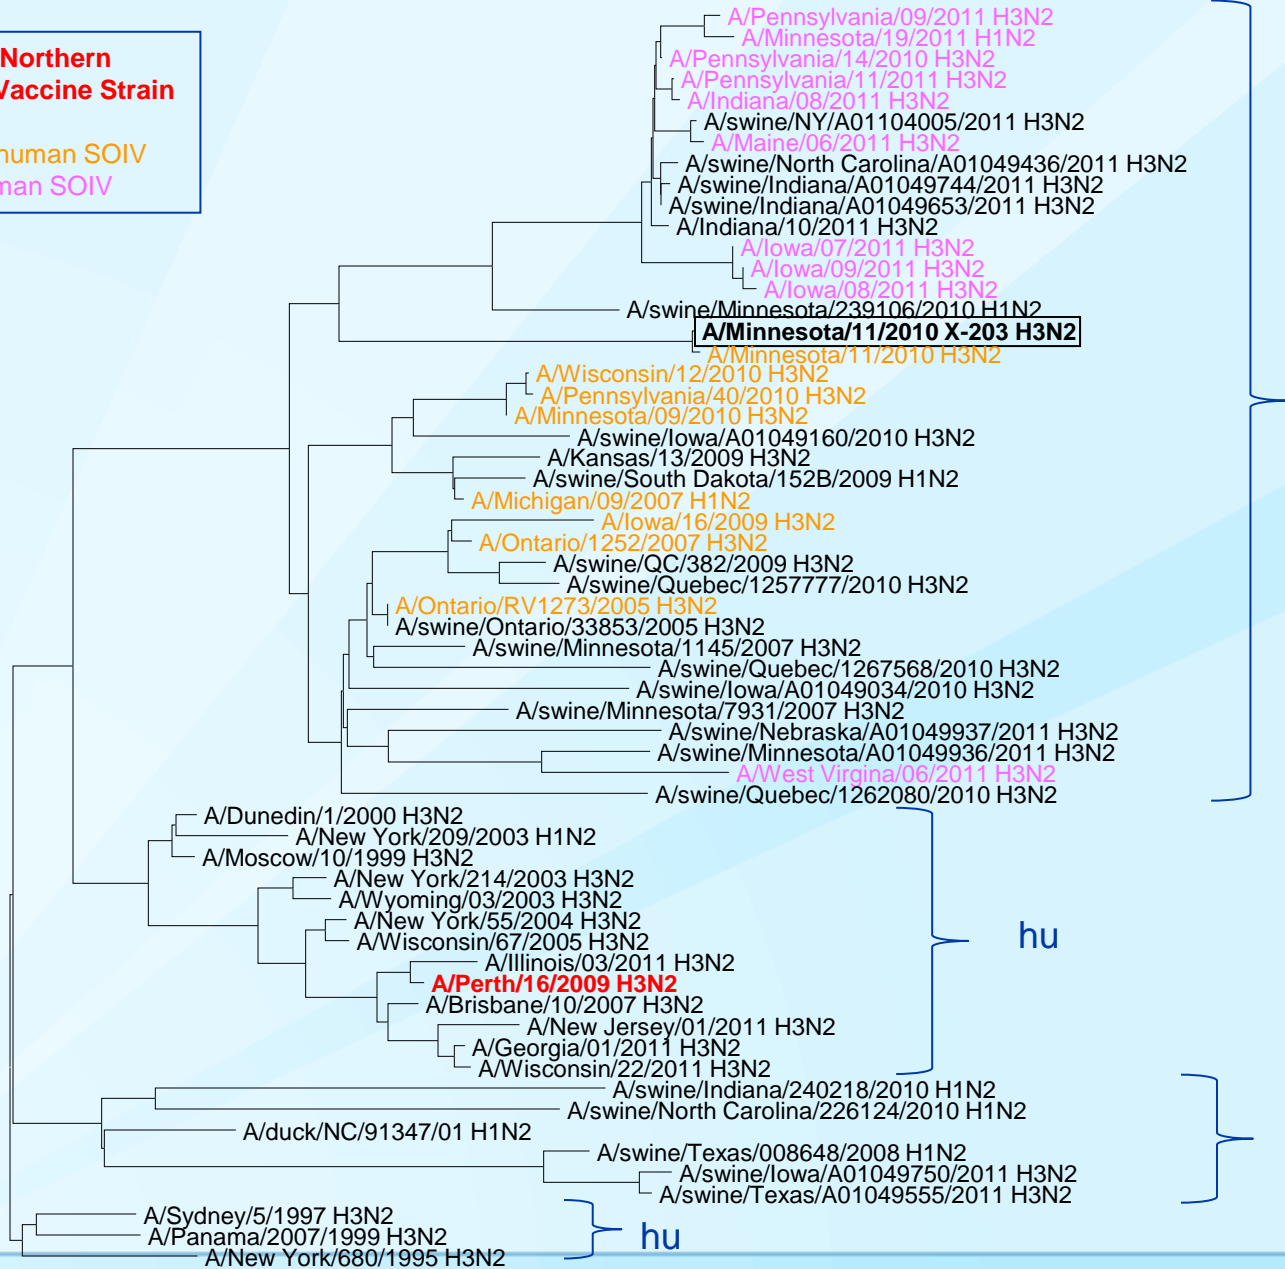 Northern
Vaccine Strain
human SOIV
man SOIV
A/Pennsylvania/09/2011 H3N2
A/Minnesota/19/2011 H1N2
A/Pennsylvania/14/2010 H3N2
A/Pennsylvania/11/2011 H3N2
A/Indiana/08/2011 H3N2
A/swine/NY/A01104005/2011 H3N2
A/Maine/06/2011 H3N2
A/swine/North Carolina/A01049436/2011 H3N2
A/swine/Indiana/A01049744/2011 H3N2
A/swine/Indiana/A01049653/2011 H3N2
A/Indiana/10/2011 H3N2
A/Iowa/07/2011 H3N2
A/Iowa/09/2011 H3N2
A/Iowa/08/2011 H3N2
A/swine/Minnesota/239106/2010 H1N2
A/Minnesota/11/2010 X-203 H3N2
A/Minnesota/11/2010 H3N2
A/Wisconsin/12/2010 H3N2
A/Pennsylvania/40/2010 H3N2
A/Minnesota/09/2010 H3N2
A/swine/Iowa/A01049160/2010 H3N2
A/Kansas/13/2009 H3N2
A/swine/South Dakota/152B/2009 H1N2
A/Michigan/09/2007 H1N2
A/Iowa/16/2009 H3N2
A/Ontario/1252/2007 H3N2
A/swine/QC/382/2009 H3N2
A/swine/Quebec/1257777/2010 H3N2
A/Ontario/RV1273/2005 H3N2
A/swine/Ontario/33853/2005 H3N2
A/swine/Minnesota/1145/2007 H3N2
A/swine/Quebec/1267568/2010 H3N2
A/swine/Iowa/A01049034/2010 H3N2
A/swine/Minnesota/7931/2007 H3N2
A/swine/Nebraska/A01049937/2011 H3N2
A/swine/Minnesota/A01049936/2011 H3N2
A/West Virgina/06/2011 H3N2
A/swine/Quebec/1262080/2010 H3N2
A/Dunedin/1/2000 H3N2
A/New York/209/2003 H1N2
A/Moscow/10/1999 H3N2
A/New York/214/2003 H3N2
A/Wyoming/03/2003 H3N2
A/New York/55/2004 H3N2
A/Wisconsin/67/2005 H3N2
hu
A/Illinois/03/2011 H3N2
A/Perth/16/2009 H3N2
A/Brisbane/10/2007 H3N2
A/New Jersey/01/2011 H3N2
A/Georgia/01/2011 H3N2
A/Wisconsin/22/2011 H3N2
A/swine/Indiana/240218/2010 H1N2
A/swine/North Carolina/226124/2010 H1N2
A/duck/NC/91347/01 H1N2
A/swine/Texas/008648/2008 H1N2
A/swine/Iowa/A01049750/2011 H3N2
A/swine/Texas/A01049555/2011 H3N2
A/Sydney/5/1997 H3N2
A/Panama/2007/1999 H3N2
hu
A/New York/680/1995 H3N2